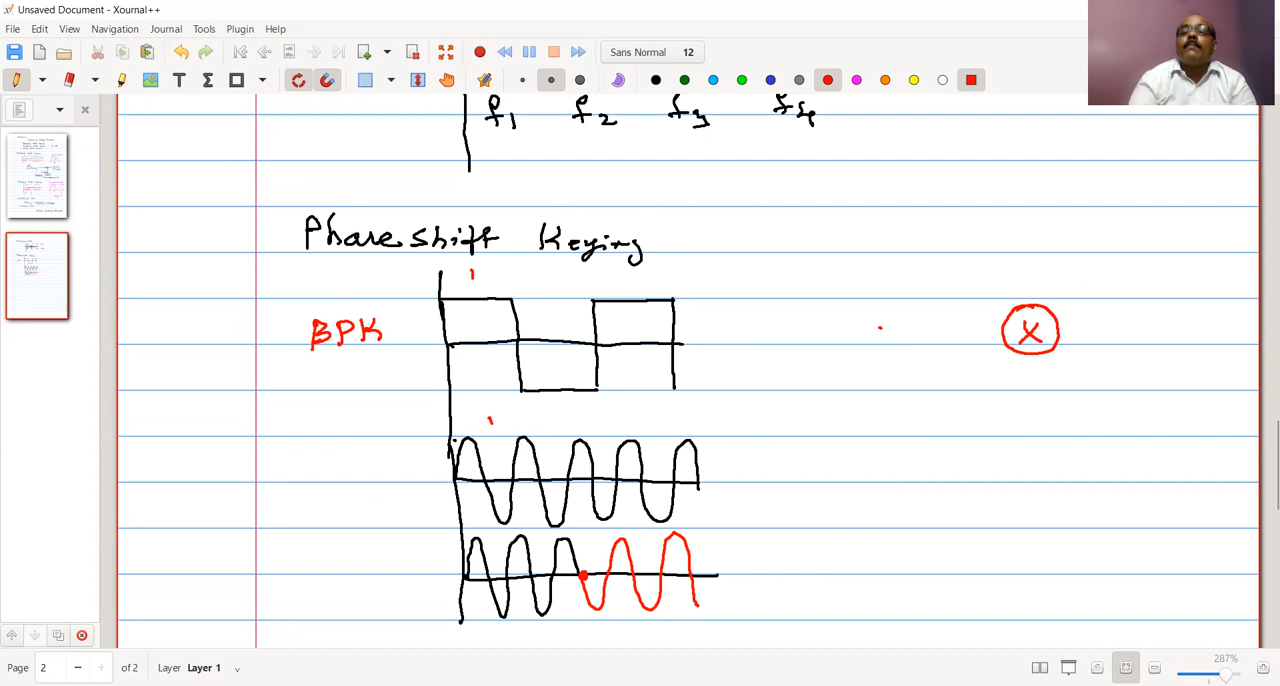 Unsaved Document - Xournal++
File Edit View Navigation Journal Tools Plugin Help
Sans Normal 12
f1 f2 f3 f4
Phase shift Keying
BPK
X
287%
Page 2 of 2 Layer Layer 1